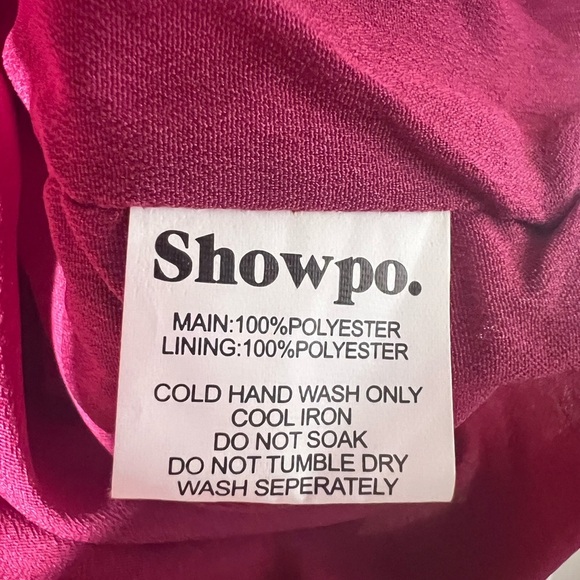 Showpo.
MAIN:100%POLYESTER
LINING:100%POLYESTER
COLD HAND WASH ONLY
COOL IRON
DO NOT SOAK
DO NOT TUMBLE DRY
WASH SEPERATELY